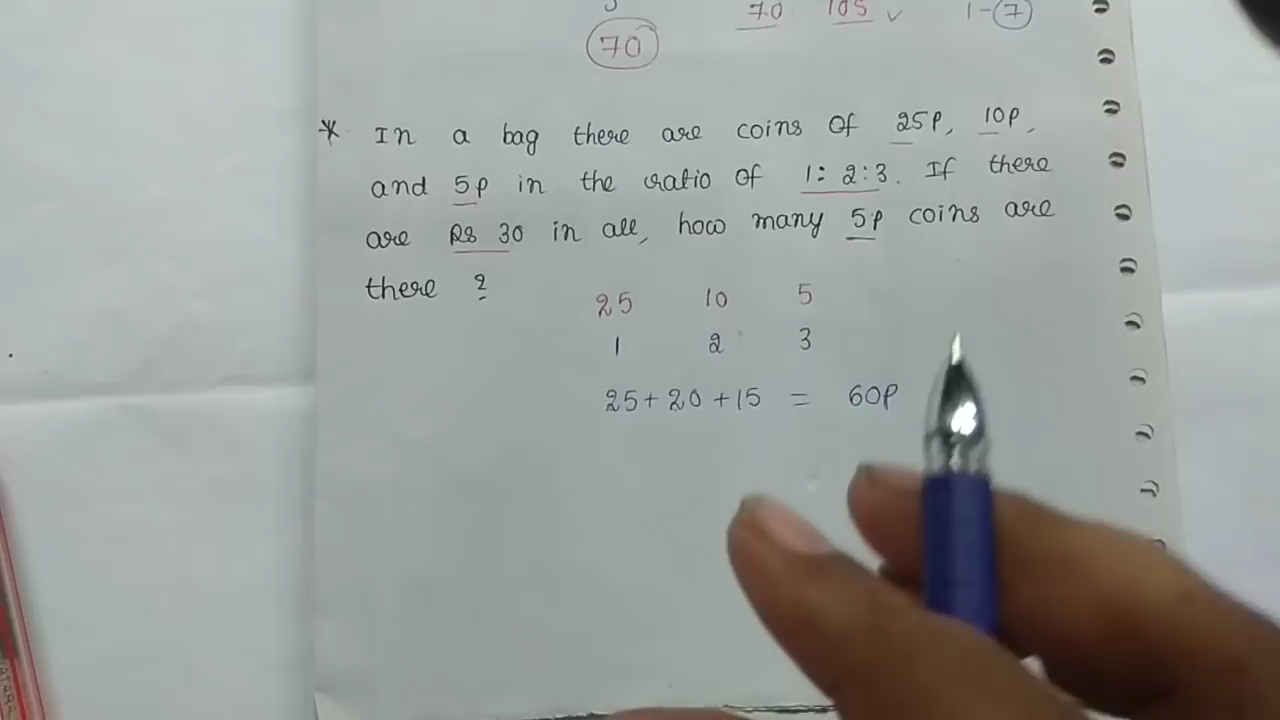 70 105 ✓ 1-7
70
* In a bag there are coins of 25P, 10P,
and 5p in the ratio of 1: 2:3. If there
are Rs 30 in all, how many 5p coins are
there ?
25 10 5
1 2 3
25+ 20 +15 = 60P